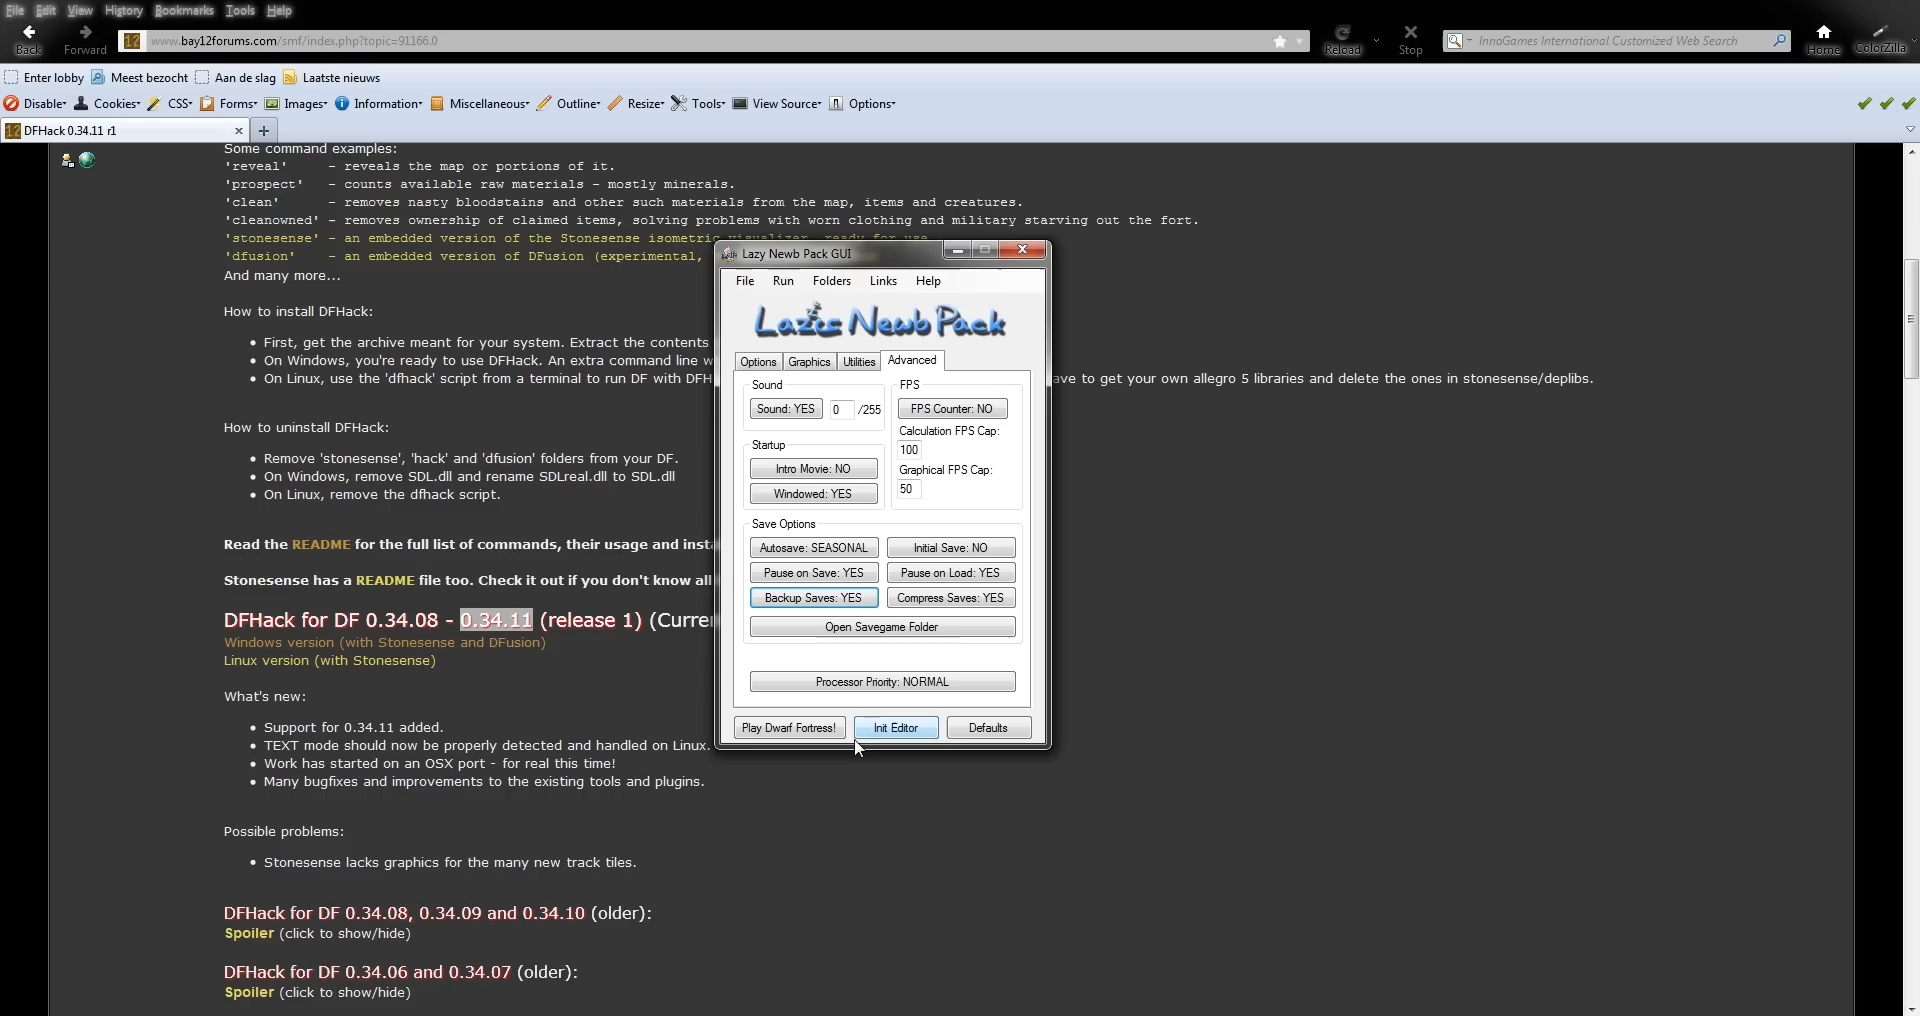 File Edit View History Bookmarks Tools Help
Back Forward www.bay12forums.com/smf/index.php?topic=91166.0 Reload Stop InnoGames International Customized Web Search Home ColorZilla
Enter lobby Meest bezocht Aan de slag Laatste nieuws
Disable Cookies CSS Forms Images Information Miscellaneous Outline Resize Tools View Source Options
12 DFHack 0.34.11 r1
Some command examples:
'reveal' - reveals the map or portions of it.
'prospect' - counts available raw materials - mostly minerals.
'clean' - removes nasty bloodstains and other such materials from the map, items and creatures.
'cleanowned' - removes ownership of claimed items, solving problems with worn clothing and military starving out the fort.
'stonesense' - an embedded version of the Stonesense isometric visualizer, ready for use
'dfusion' - an embedded version of DFusion (experimental,
And many more...
How to install DFHack:
• First, get the archive meant for your system. Extract the contents
• On Windows, you're ready to use DFHack. An extra command line w
• On Linux, use the 'dfhack' script from a terminal to run DF with DFH
ave to get your own allegro 5 libraries and delete the ones in stonesense/deplibs.
How to uninstall DFHack:
• Remove 'stonesense', 'hack' and 'dfusion' folders from your DF.
• On Windows, remove SDL.dll and rename SDLreal.dll to SDL.dll
• On Linux, remove the dfhack script.
Read the README for the full list of commands, their usage and insta
Stonesense has a README file too. Check it out if you don't know all
DFHack for DF 0.34.08 - 0.34.11 (release 1) (Curre
Windows version (with Stonesense and DFusion)
Linux version (with Stonesense)
What's new:
• Support for 0.34.11 added.
• TEXT mode should now be properly detected and handled on Linux.
• Work has started on an OSX port - for real this time!
• Many bugfixes and improvements to the existing tools and plugins.
Possible problems:
• Stonesense lacks graphics for the many new track tiles.
DFHack for DF 0.34.08, 0.34.09 and 0.34.10 (older):
Spoiler (click to show/hide)
DFHack for DF 0.34.06 and 0.34.07 (older):
Spoiler (click to show/hide)
Lazy Newb Pack GUI
File Run Folders Links Help
Lazy Newb Pack
Options Graphics Utilities Advanced
Sound
Sound: YES 0 /255
Startup
Intro Movie: NO
Windowed: YES
FPS
FPS Counter: NO
Calculation FPS Cap:
100
Graphical FPS Cap:
50
Save Options
Autosave: SEASONAL Initial Save: NO
Pause on Save: YES Pause on Load: YES
Backup Saves: YES Compress Saves: YES
Open Savegame Folder
Processor Priority: NORMAL
Play Dwarf Fortress! Init Editor Defaults